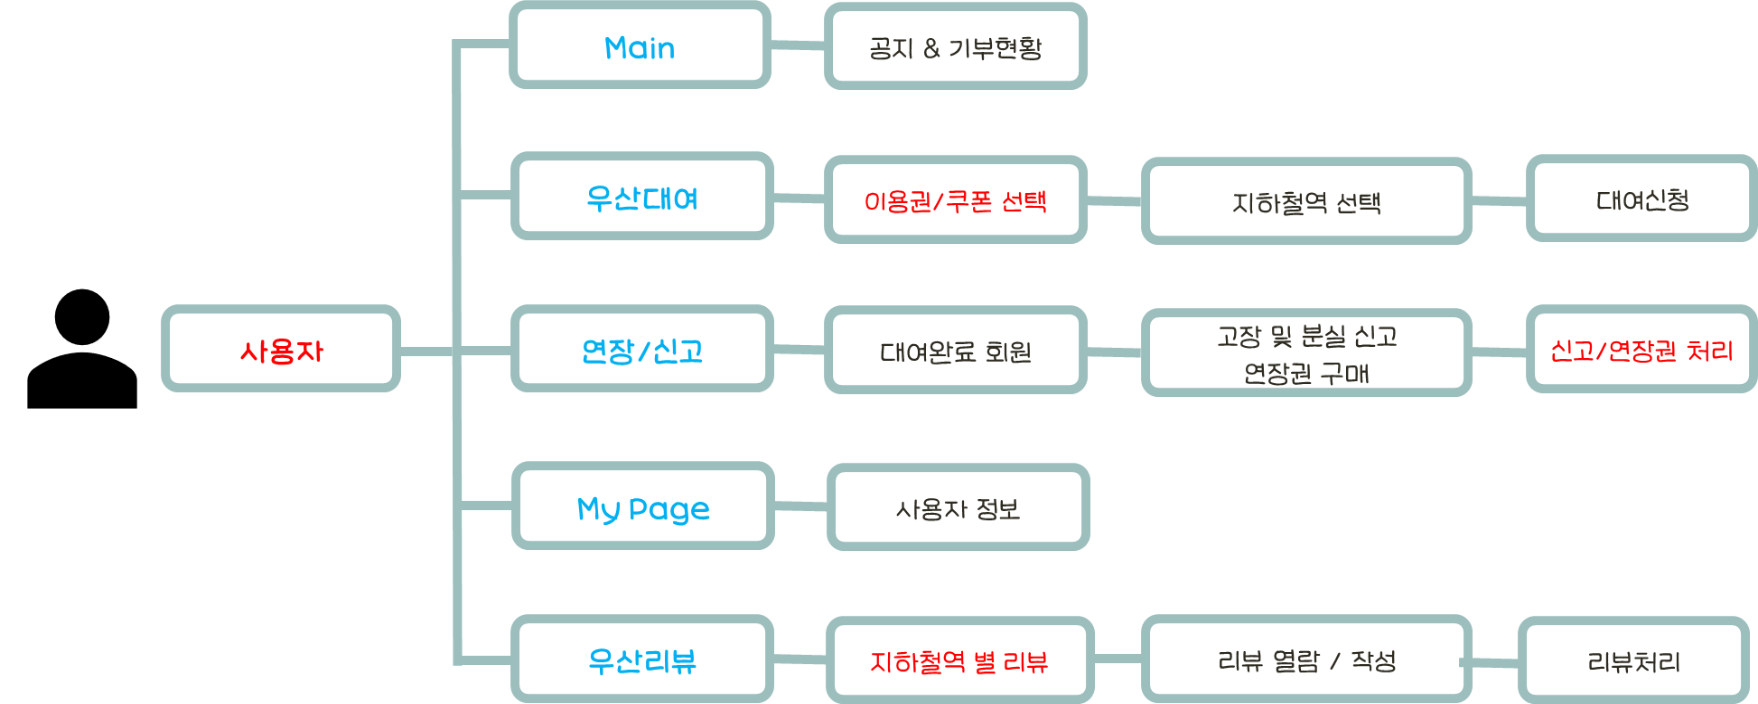 Main
공지 & 기부현황
우산대여
이용권/쿠폰 선택
지하철역 선택
대여신청
사용자
연장/신고
대여완료 회원
고장 및 분실 신고
연장권 구매
신고/연장권 처리
My Page
사용자 정보
우산리뷰
지하철역 별 리뷰
리뷰 열람 / 작성
리뷰처리